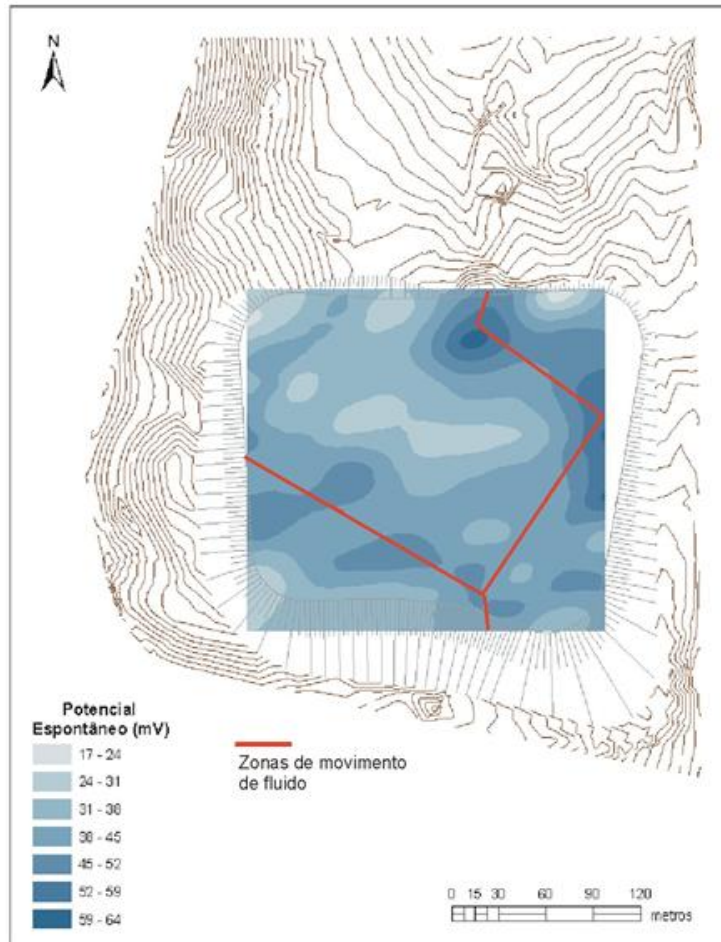 N
Potencial
Espontâneo (mV)
17 - 24
24 - 31
31 - 38
38 - 45
45 - 52
52 - 59
59 - 64
Zonas de movimento
de fluido
0 15 30 60 90 120
metros